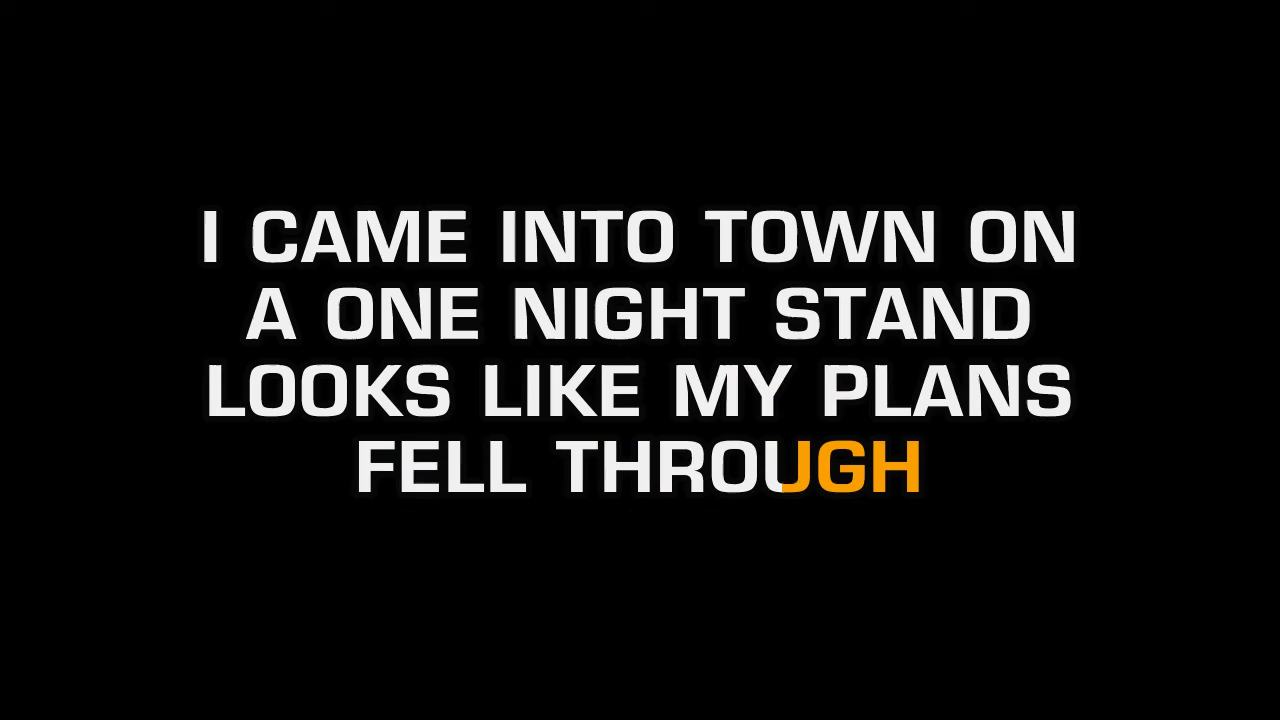 I CAME INTO TOWN ON
A ONE NIGHT STAND
LOOKS LIKE MY PLANS
FELL THROUGH